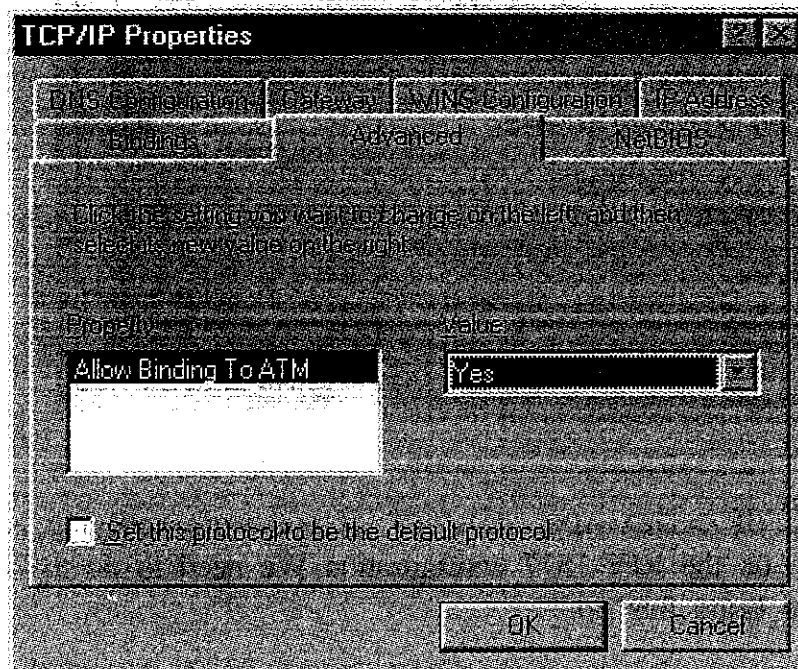 TCP/IP Properties
DNS Configuration Gateway WINS Configuration IP Address
Bindings Advanced NetBIOS
Click the setting you want to change on the left, and then
select its new value on the right.
Property: Value:
Allow Binding To ATM Yes
Set this protocol to be the default protocol.
OK Cancel